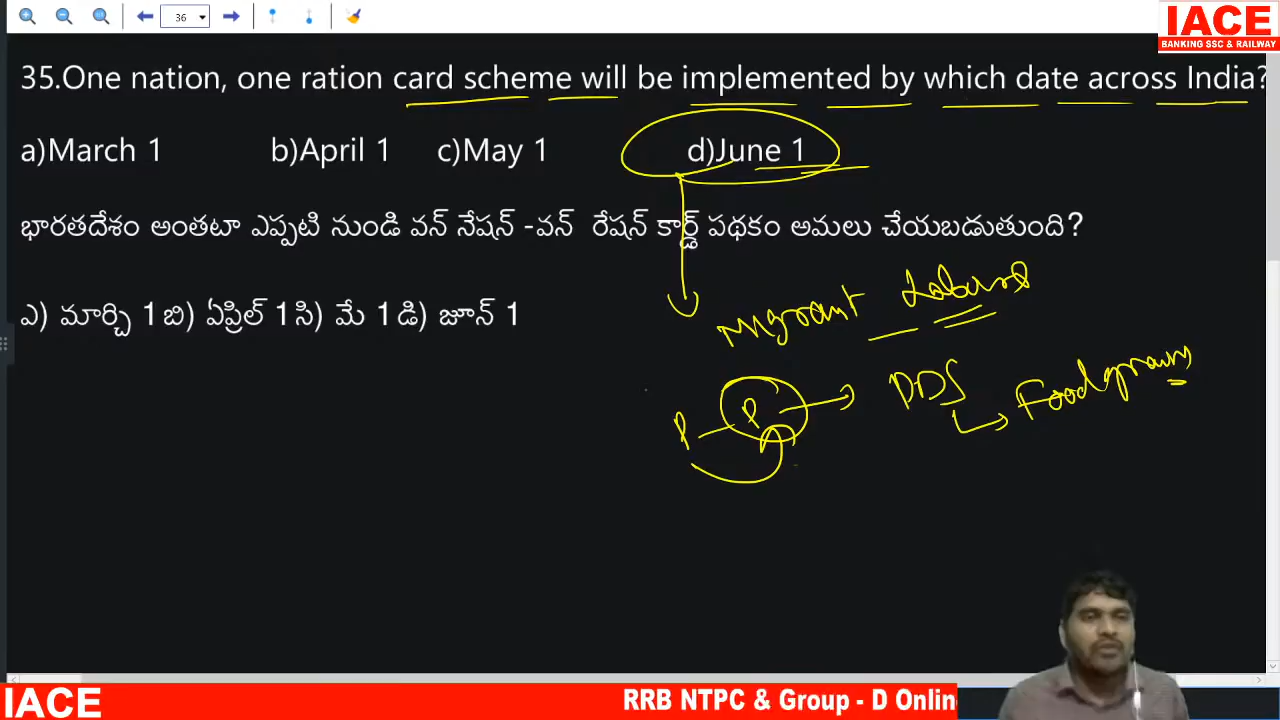 36
IACE
BANKING SSC & RAILWAY
35.One nation, one ration card scheme will be implemented by which date across India?
a)March 1 b)April 1 c)May 1 d)June 1
భారతదేశం అంతటా ఎప్పటి నుండి వన్ నేషన్ -వన్ రేషన్ కార్డ్ పథకం అమలు చేయబడుతుంది?
ఎ) మార్చి 1 బి) ఏప్రిల్ 1 సి) మే 1 డి) జూన్ 1
Migrant
P P PDS Foodgrains
IACE RRB NTPC & Group - D Onlin